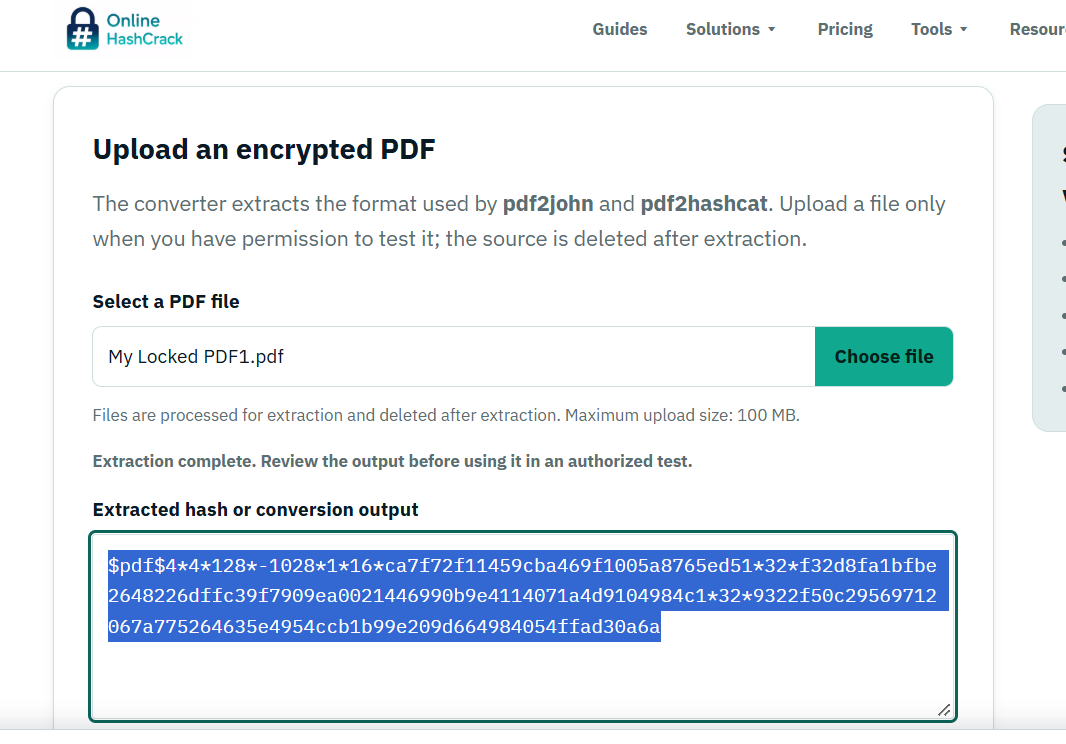 Online
HashCrack
Guides
Solutions
Pricing
Tools
Upload an encrypted PDF
The converter extracts the format used by pdf2john and pdf2hashcat. Upload a file only
when you have permission to test it; the source is deleted after extraction.
Select a PDF file
My Locked PDF1.pdf
Choose file
Files are processed for extraction and deleted after extraction. Maximum upload size: 100 MB.
Extraction complete. Review the output before using it in an authorized test.
Extracted hash or conversion output
$pdf$4*4*128*-1028*1*16*ca7f72f11459cba469f1005a8765ed51*32*f32d8fa1bfbe
2648226dffc39f7909ea0021446990b9e4114071a4d9104984c1*32*9322f50c29569712
067a775264635e4954ccb1b99e209d664984054ffad30a6a